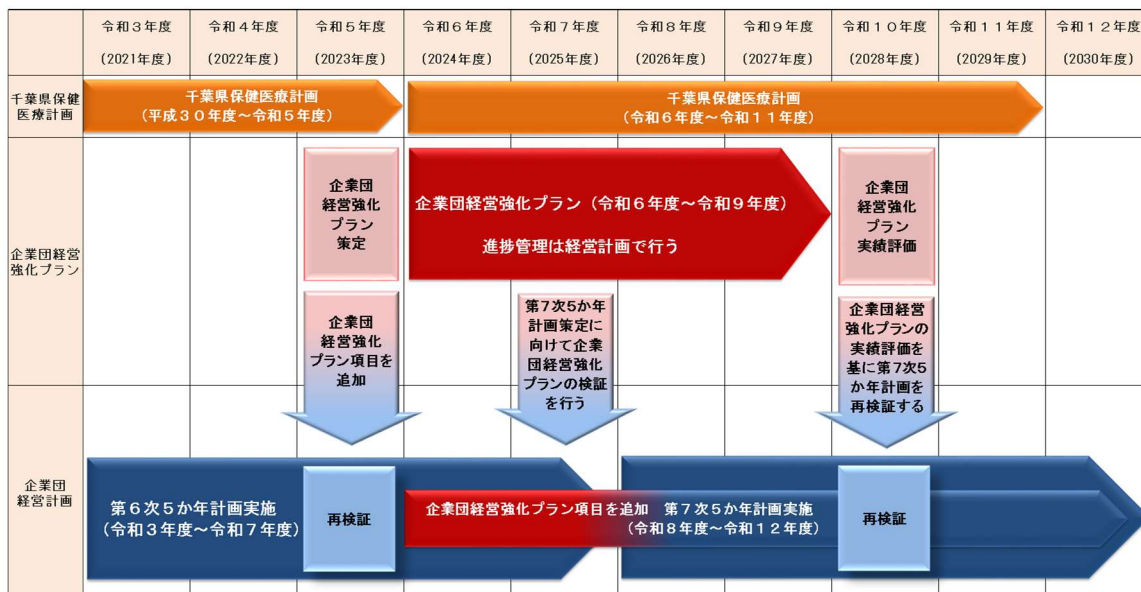 令和３年度
(2021年度)
令和４年度
(2022年度)
令和５年度
(2023年度)
令和６年度
(2024年度)
令和７年度
(2025年度)
令和８年度
(2026年度)
令和９年度
(2027年度)
令和１０年度
(2028年度)
令和１１年度
(2029年度)
令和１２年度
(2030年度)
千葉県保健
医療計画
千葉県保健医療計画
（平成３０年度～令和５年度）
千葉県保健医療計画
（令和６年度～令和１１年度）
企業団経営
強化プラン
企業団
経営強化
プラン
策定
企業団経営強化プラン（令和６年度～令和９年度）
進捗管理は経営計画で行う
企業団
経営強化
プラン
実績評価
企業団
経営強化
プラン項目を
追加
第７次５か年
計画策定に
向けて企業
団経営強化
プランの検証
を行う
企業団経営
強化プランの
実績評価を
基に第７次５
か年計画を
再検証する
企業団
経営計画
第６次５か年計画実施
（令和３年度～令和７年度）
再検証
企業団経営強化プラン項目を追加
第７次５か年計画実施
（令和８年度～令和１２年度）
再検証